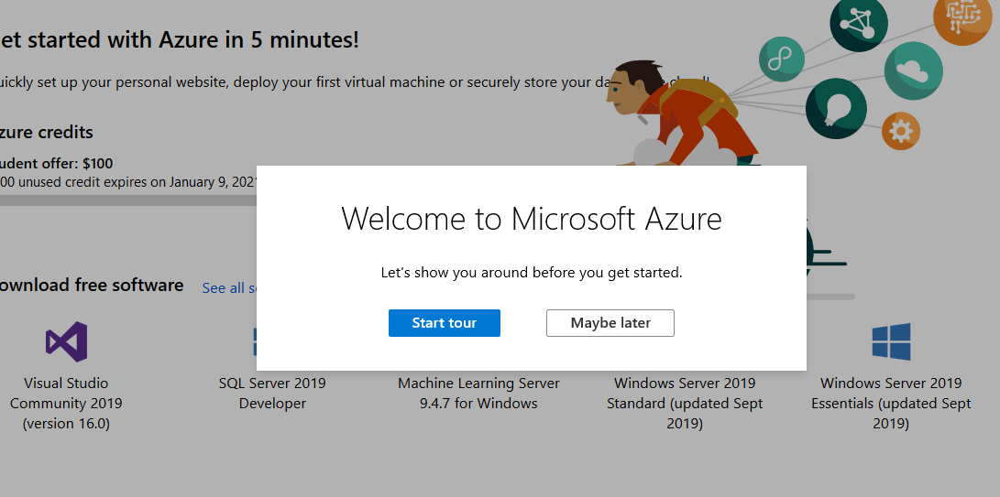 et started with Azure in 5 minutes!
uickly set up your personal website, deploy your first virtual machine or securely store your da cloud!
zure credits
udent offer: $100
00 unused credit expires on January 9, 202
Welcome to Microsoft Azure
Let's show you around before you get started.
Start tour
Maybe later
ownload free software
See all s
Visual Studio
Community 2019
(version 16.0)
SQL Server 2019
Developer
Machine Learning Server
9.4.7 for Windows
Windows Server 2019
Standard (updated Sept
2019)
Windows Server 2019
Essentials (updated Sept
2019)